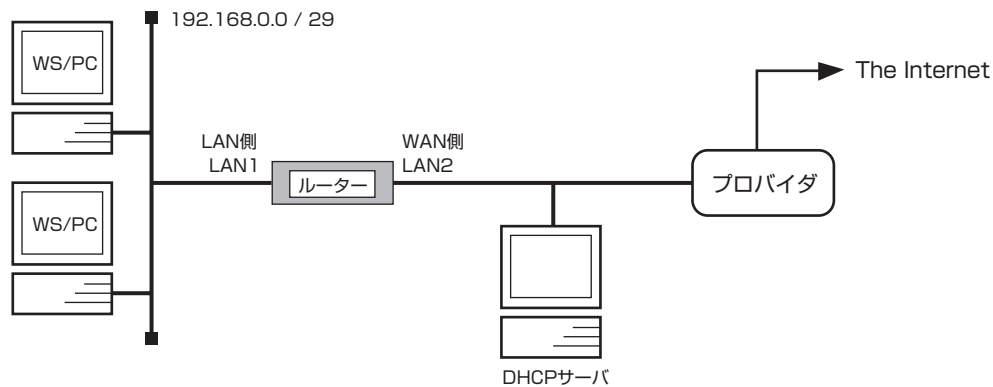 192.168.0.0 / 29
WS/PC
The Internet
LAN側
LAN1
WAN側
LAN2
ルーター
プロバイダ
WS/PC
DHCPサーバ